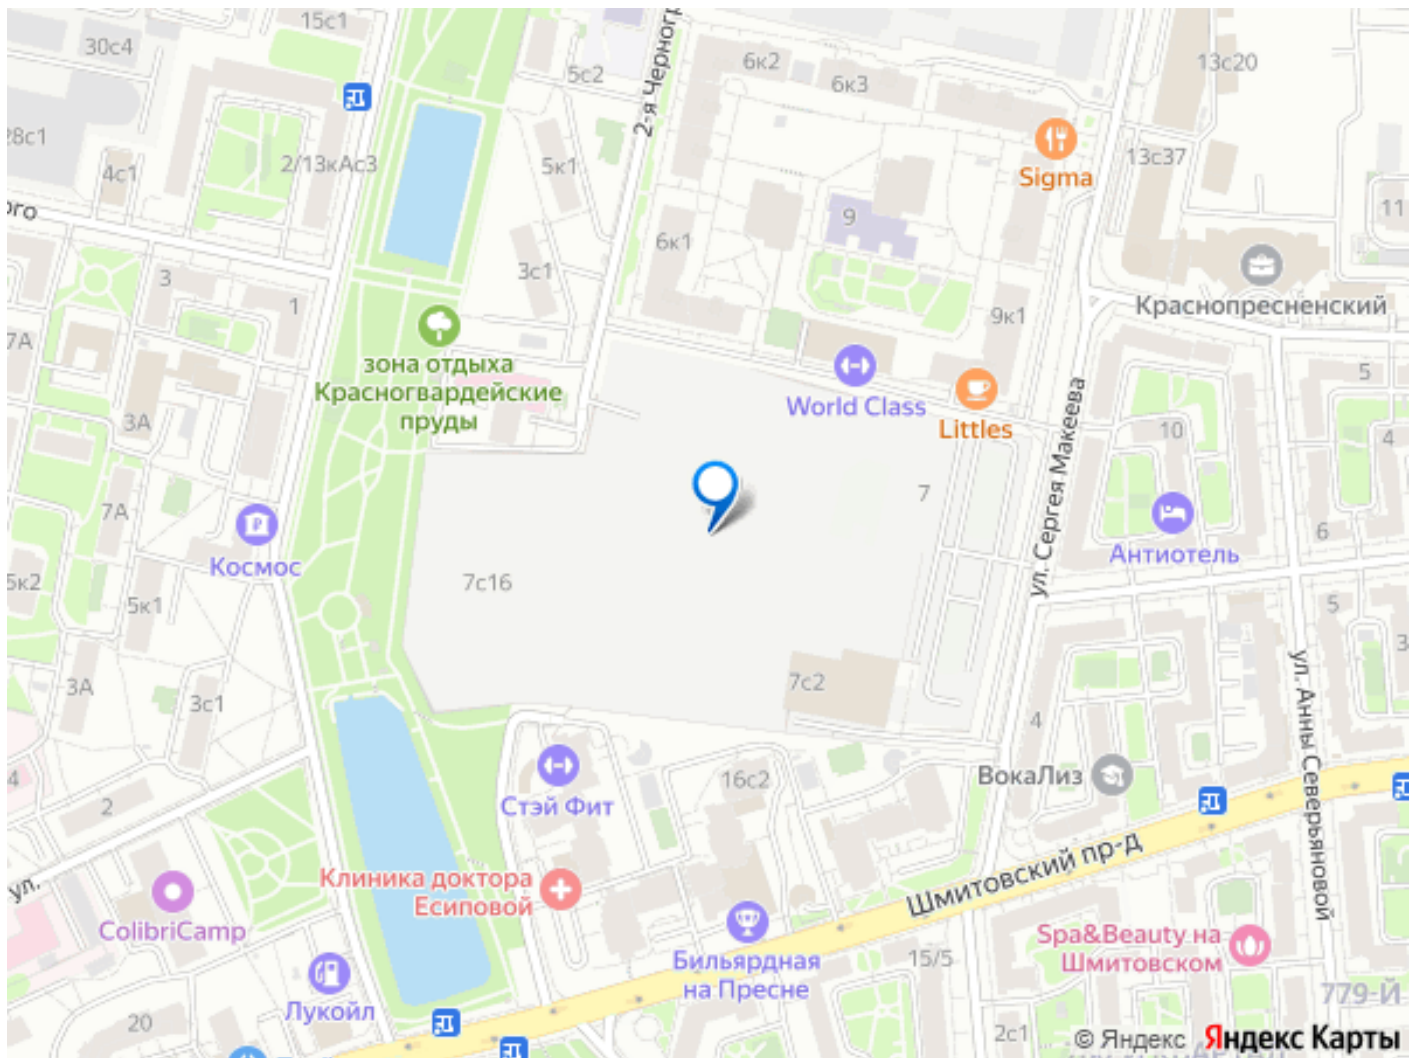 15с1
30с4
5с2
2-я Черногр
6к2
6к3
13с20
28с1
4с1
2/13кАс3
5к1
Sigma
13с37
ого
9
11
6к1
3с1
3
1
Краснопресненский
9к1
7А
зона отдыха
Красногвардейские
пруды
World Class
Littles
5
3А
10
4
ул. Сергея Макеева
7
7А
Космос
Антиотель
6
5к2
5к1
7с16
5
3А
3с1
7с2
3
ул. Анны Северьяновой
4
4
2
Стэй Фит
16с2
ВокаЛиз
Шмитовский пр-д
ул.
ColibriCamp
Клиника доктора
Есиповой
Бильярдная
на Пресне
15/5
Spa&Beauty на
Шмитовском
Лукойл
20
779-Й
2с1
© Яндекс Яндекс Карты